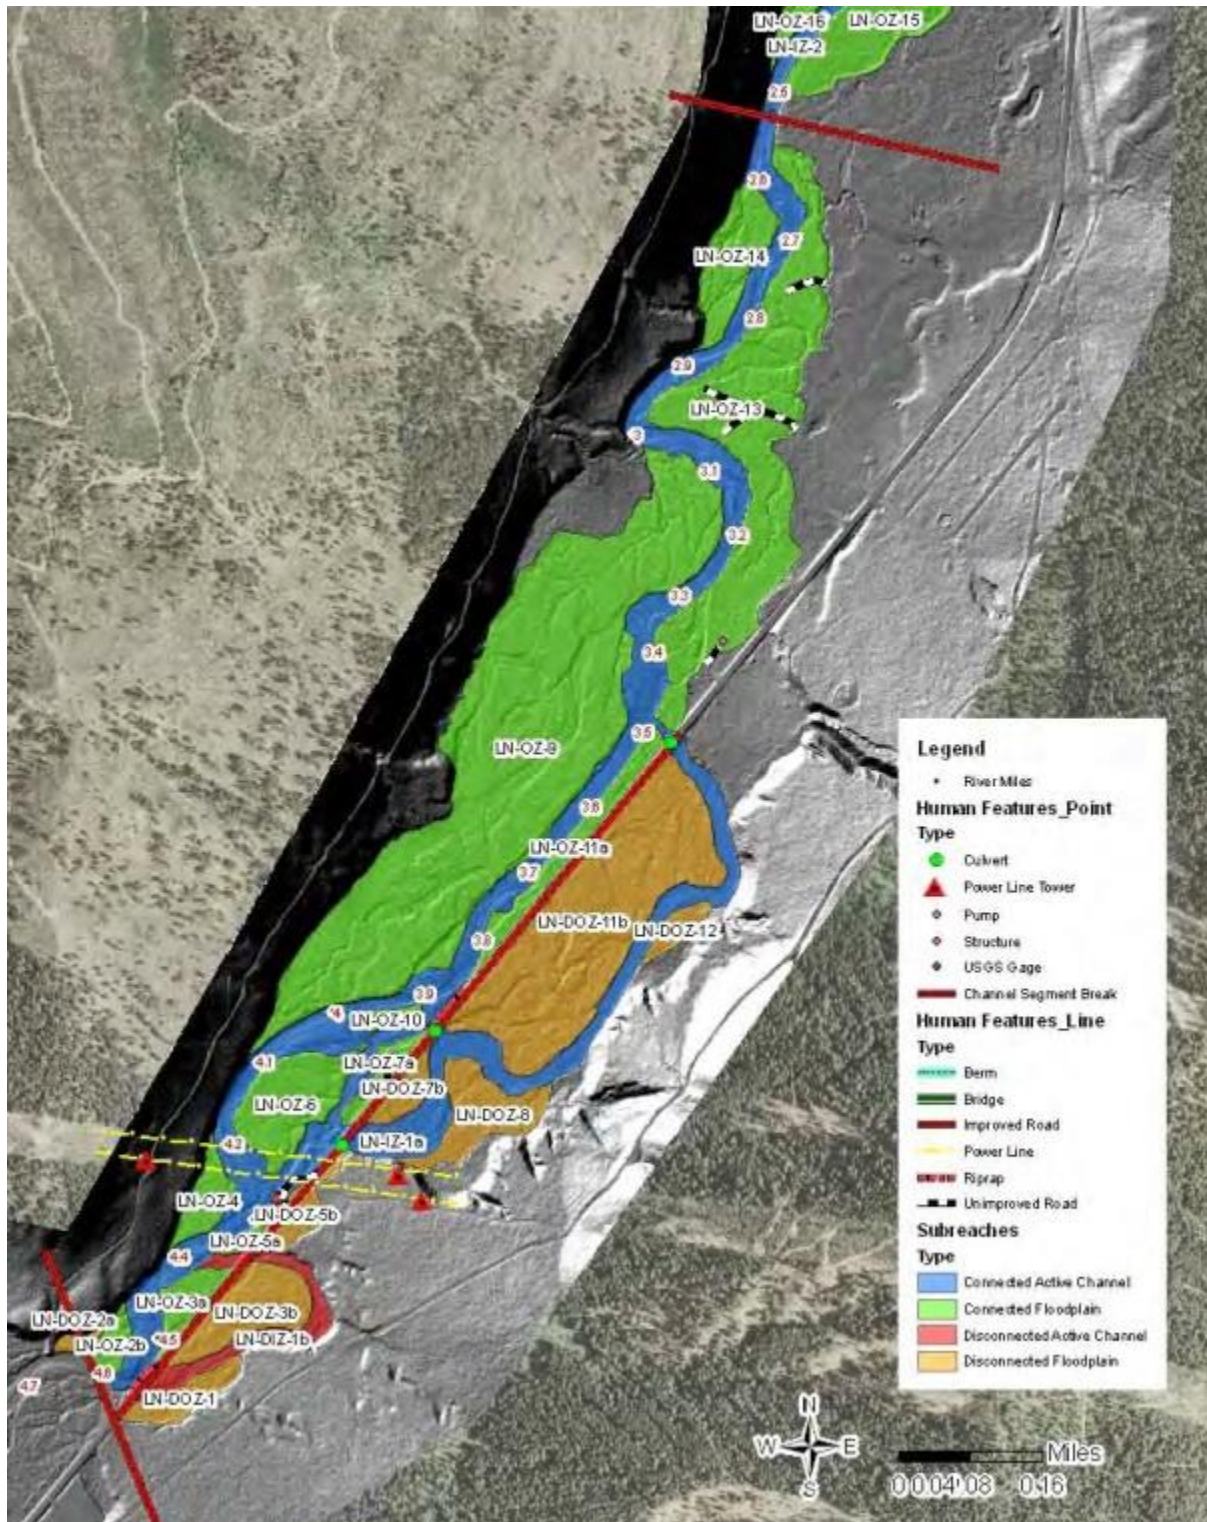 LN-OZ-16
LN-OZ-15
LN-IZ-2
2.5
2.6
2.7
LN-OZ-14
2.8
2.9
LN-OZ-13
3
3.1
3.2
3.3
3.4
3.5
LN-OZ-9
3.6
LN-OZ-11a
3.7
LN-DOZ-11b
LN-DOZ-12
3.8
3.9
4
LN-OZ-10
4.1
LN-OZ-7a
LN-DOZ-7b
LN-OZ-6
LN-DOZ-8
4.2
LN-IZ-1a
LN-OZ-4
LN-DOZ-5b
LN-OZ-5a
4.4
LN-OZ-3a
LN-DOZ-3b
LN-DOZ-2a
LN-OZ-2b
4.5
LN-DIZ-1b
4.6
4.7
LN-DOZ-1
Legend
River Miles
Human Features_Point
Type
Culvert
Power Line Tower
Pump
Structure
USGS Gage
Channel Segment Break
Human Features_Line
Type
Berm
Bridge
Improved Road
Power Line
Riprap
Unimproved Road
Subreaches
Type
Connected Active Channel
Connected Floodplain
Disconnected Active Channel
Disconnected Floodplain
N
W E
S
Miles
0 0.04 0.08 0.16